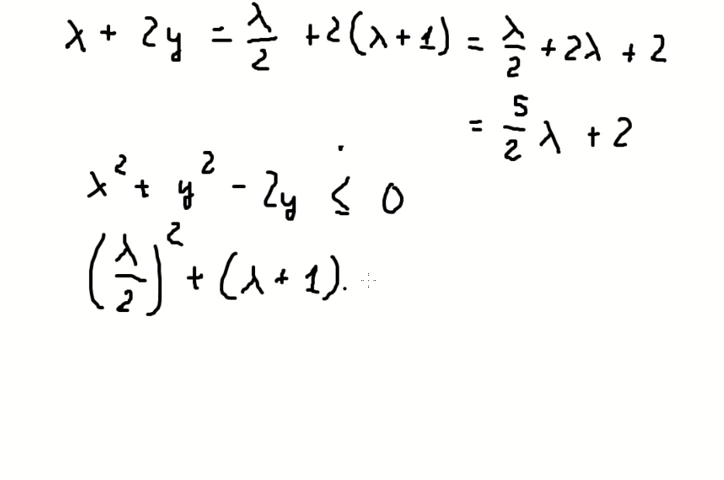 x + 2y = λ/2 + 2(λ + 1) = λ/2 + 2λ + 2
= 5/2 λ + 2
x² + y² - 2y ≤ 0
(λ/2)² + (λ + 1).